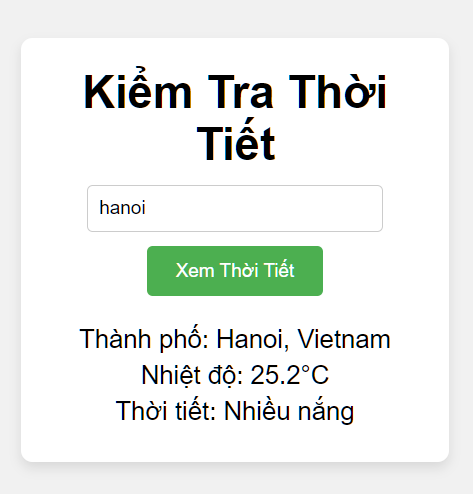 Kiểm Tra Thời
Tiết
hanoi
Xem Thời Tiết
Thành phố: Hanoi, Vietnam
Nhiệt độ: 25.2°C
Thời tiết: Nhiều nắng